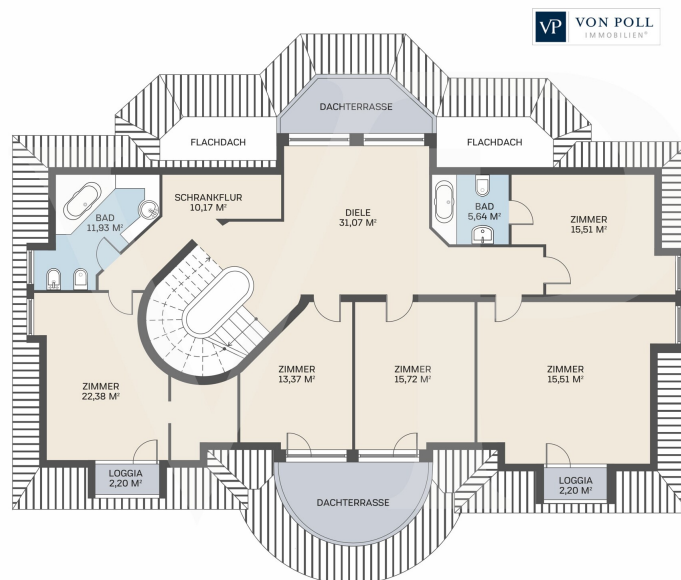 VP VON POLL
IMMOBILIEN®
DACHTERRASSE
FLACHDACH
FLACHDACH
SCHRANKFLUR
10,17 M²
BAD
11,93 M²
DIELE
31,07 M²
BAD
5,64 M²
ZIMMER
15,51 M²
ZIMMER
22,38 M²
ZIMMER
13,37 M²
ZIMMER
15,72 M²
ZIMMER
15,51 M²
LOGGIA
2,20 M²
DACHTERRASSE
LOGGIA
2,20 M²